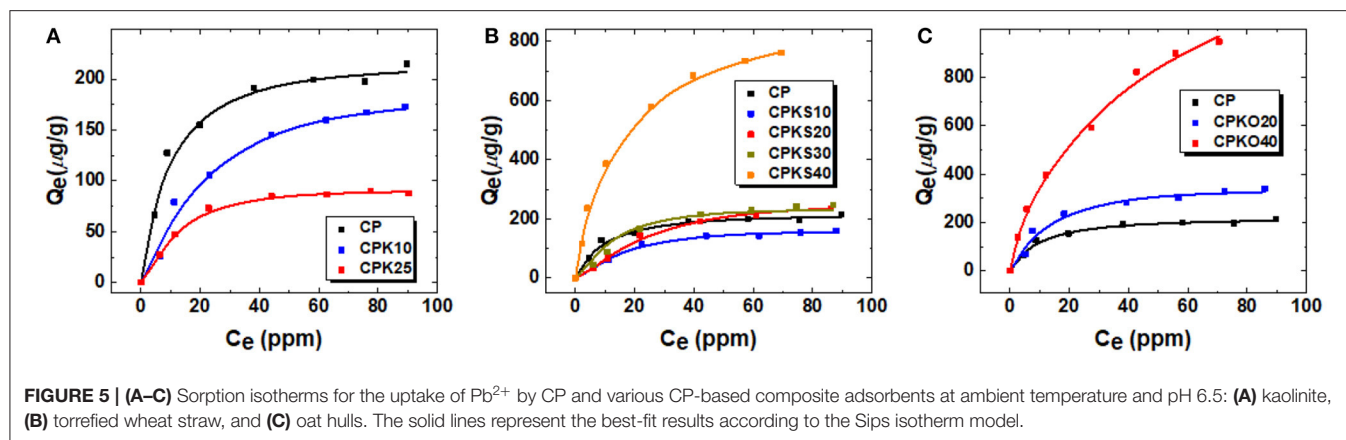 A
Qe(μg/g)
200
150
100
50
0
CP
CPK10
CPK25
0 20 40 60 80 100
Ce (ppm)
B
Qe(μg/g)
800
600
400
200
0
CP
CPKS10
CPKS20
CPKS30
CPKS40
0 20 40 60 80 100
Ce (ppm)
C
Qe(μg/g)
800
600
400
200
0
CP
CPKO20
CPKO40
0 20 40 60 80 100
Ce (ppm)
FIGURE 5 | (A–C) Sorption isotherms for the uptake of Pb²⁺ by CP and various CP-based composite adsorbents at ambient temperature and pH 6.5: (A) kaolinite,
(B) torrefied wheat straw, and (C) oat hulls. The solid lines represent the best-fit results according to the Sips isotherm model.